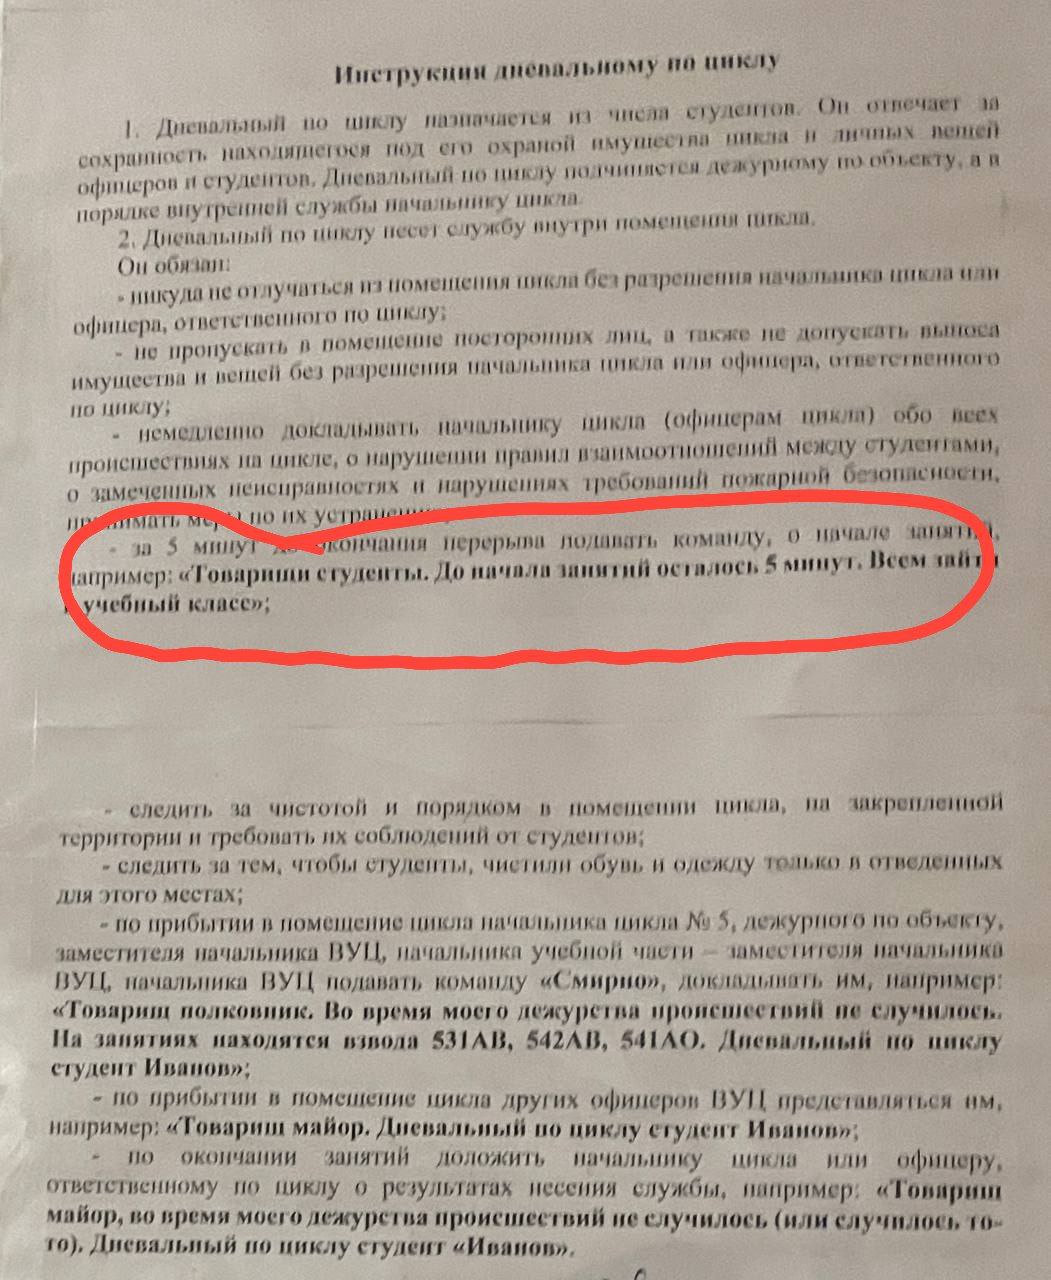 Инструкция дневальному по циклу
1. Дневальный по циклу назначается из числа студентов. Он отвечает за
сохранность находящегося под его охраной имущества цикла и личных вещей
офицеров и студентов. Дневальный по циклу подчиняется дежурному по объекту, а в
порядке внутренней службы начальнику цикла.
2. Дневальный по циклу несет службу внутри помещения цикла.
Он обязан:
- никуда не отлучаться из помещения цикла без разрешения начальника цикла или
офицера, ответственного по циклу;
- не пропускать в помещение посторонних лиц, а также не допускать выноса
имущества и вещей без разрешения начальника цикла или офицера, ответственного
по циклу;
- немедленно докладывать начальнику цикла (офицерам цикла) обо всех
происшествиях на цикле, о нарушении правил взаимоотношений между студентами,
о замеченных неисправностях и нарушениях требований пожарной безопасности,
принимать меры по их устранению;
- за 5 минут до окончания перерыва подавать команду, о начале занятий,
например: «Товарищи студенты. До начала занятий осталось 5 минут. Всем зайти
учебный класс»;
- следить за чистотой и порядком в помещении цикла, на закрепленной
территории и требовать их соблюдений от студентов;
- следить за тем, чтобы студенты, чистили обувь и одежду только в отведенных
для этого местах;
- по прибытии в помещение цикла начальника цикла № 5, дежурного по объекту,
заместителя начальника ВУЦ, начальника учебной части – заместителя начальника
ВУЦ, начальника ВУЦ подавать команду «Смирно», докладывать им, например:
«Товарищ полковник. Во время моего дежурства происшествий не случилось.
На занятиях находятся взвода 531АВ, 542АВ, 541АО. Дневальный по циклу
студент Иванов»;
- по прибытии в помещение цикла других офицеров ВУЦ представляться им,
например: «Товарищ майор. Дневальный по циклу студент Иванов»;
- по окончании занятий доложить начальнику цикла или офицеру,
ответственному по циклу о результатах несения службы, например: «Товарищ
майор, во время моего дежурства происшествий не случилось (или случилось то-
то). Дневальный по циклу студент «Иванов».